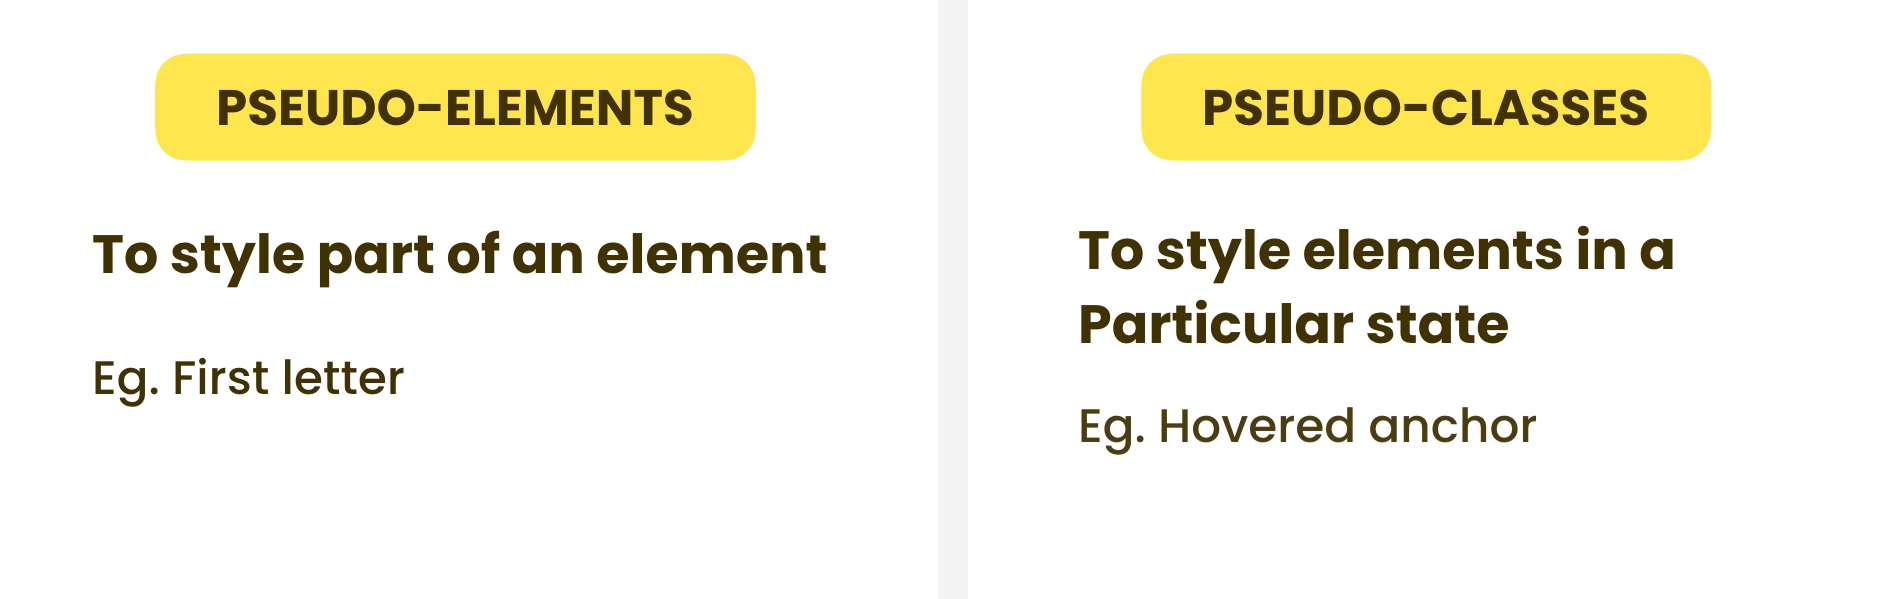 PSEUDO-ELEMENTS
To style part of an element
Eg. First letter
PSEUDO-CLASSES
To style elements in a
Particular state
Eg. Hovered anchor